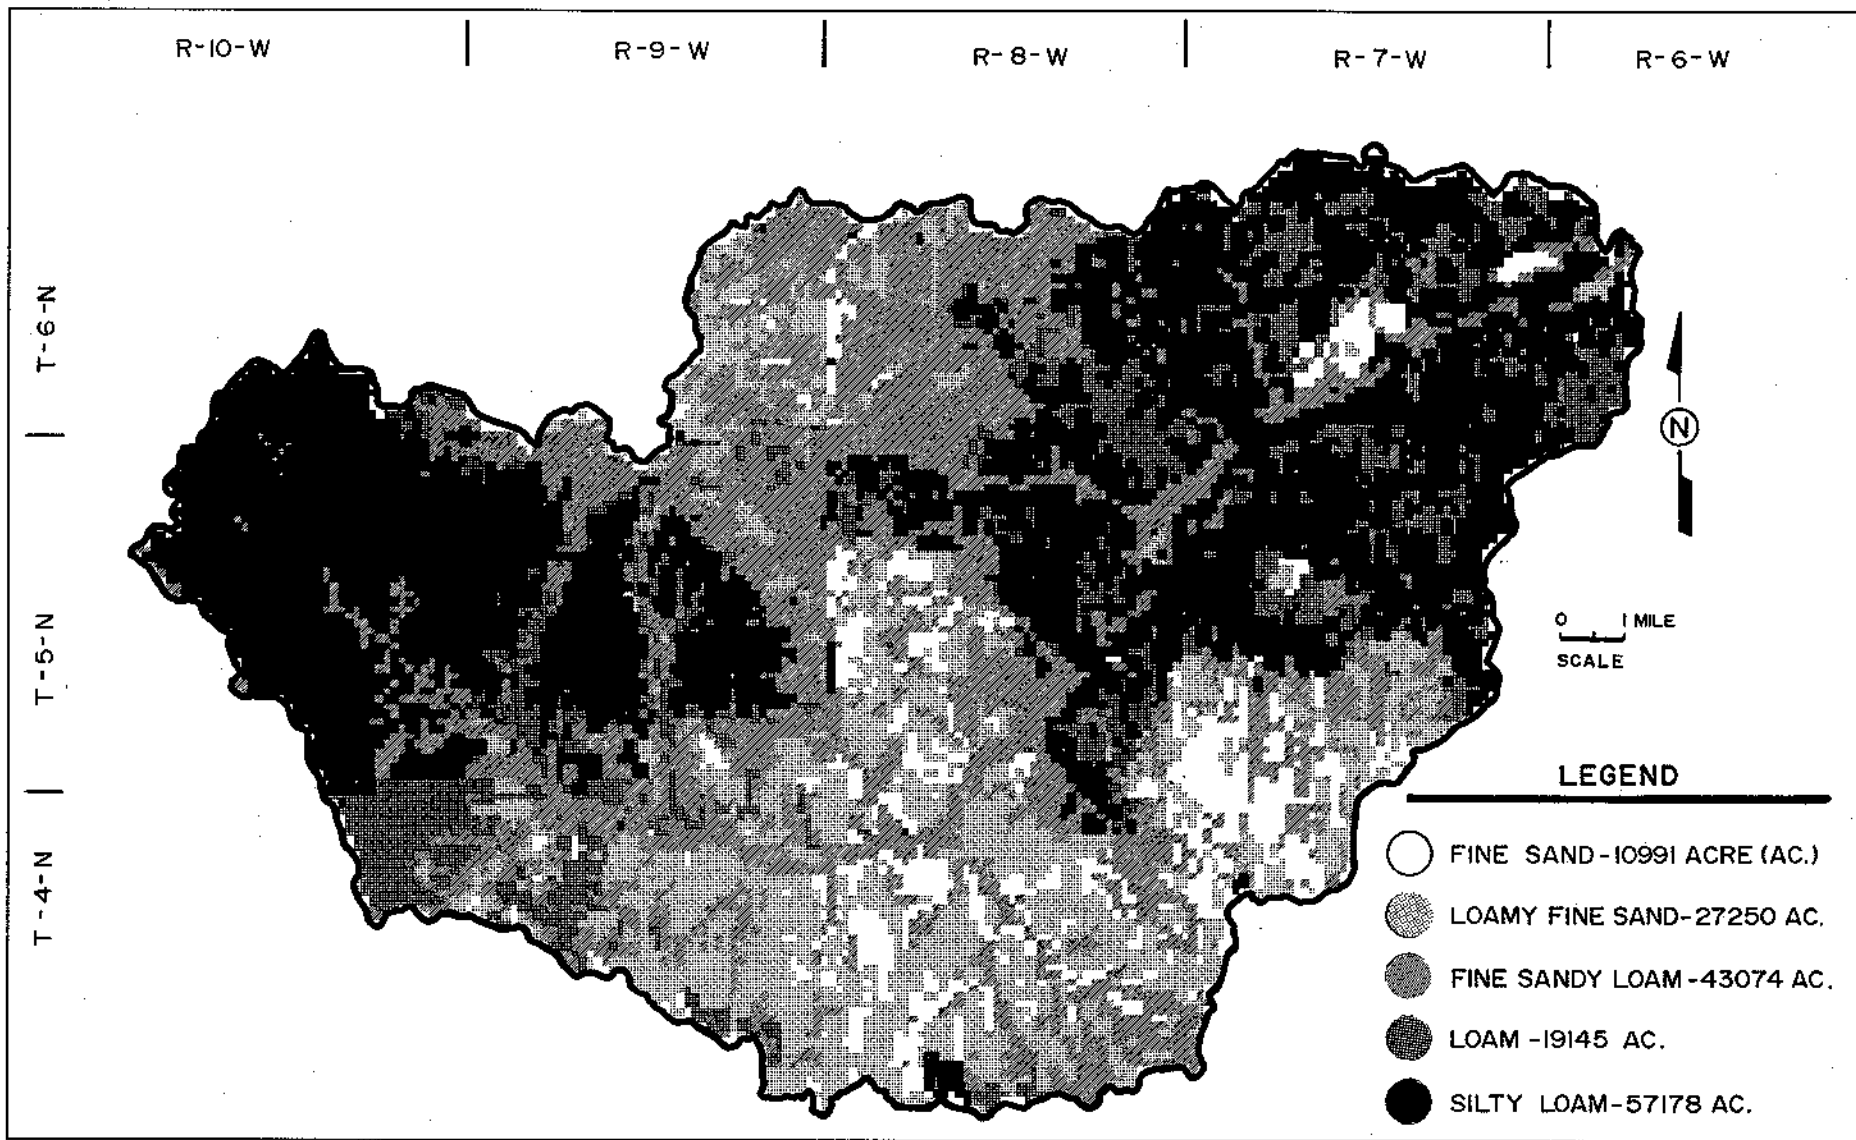 R-10-W
R-9-W
R-8-W
R-7-W
R-6-W
T-6-N
T-5-N
T-4-N
N
0 1 MILE
SCALE
LEGEND
FINE SAND-10991 ACRE (AC.)
LOAMY FINE SAND-27250 AC.
FINE SANDY LOAM-43074 AC.
LOAM-19145 AC.
SILTY LOAM-57178 AC.